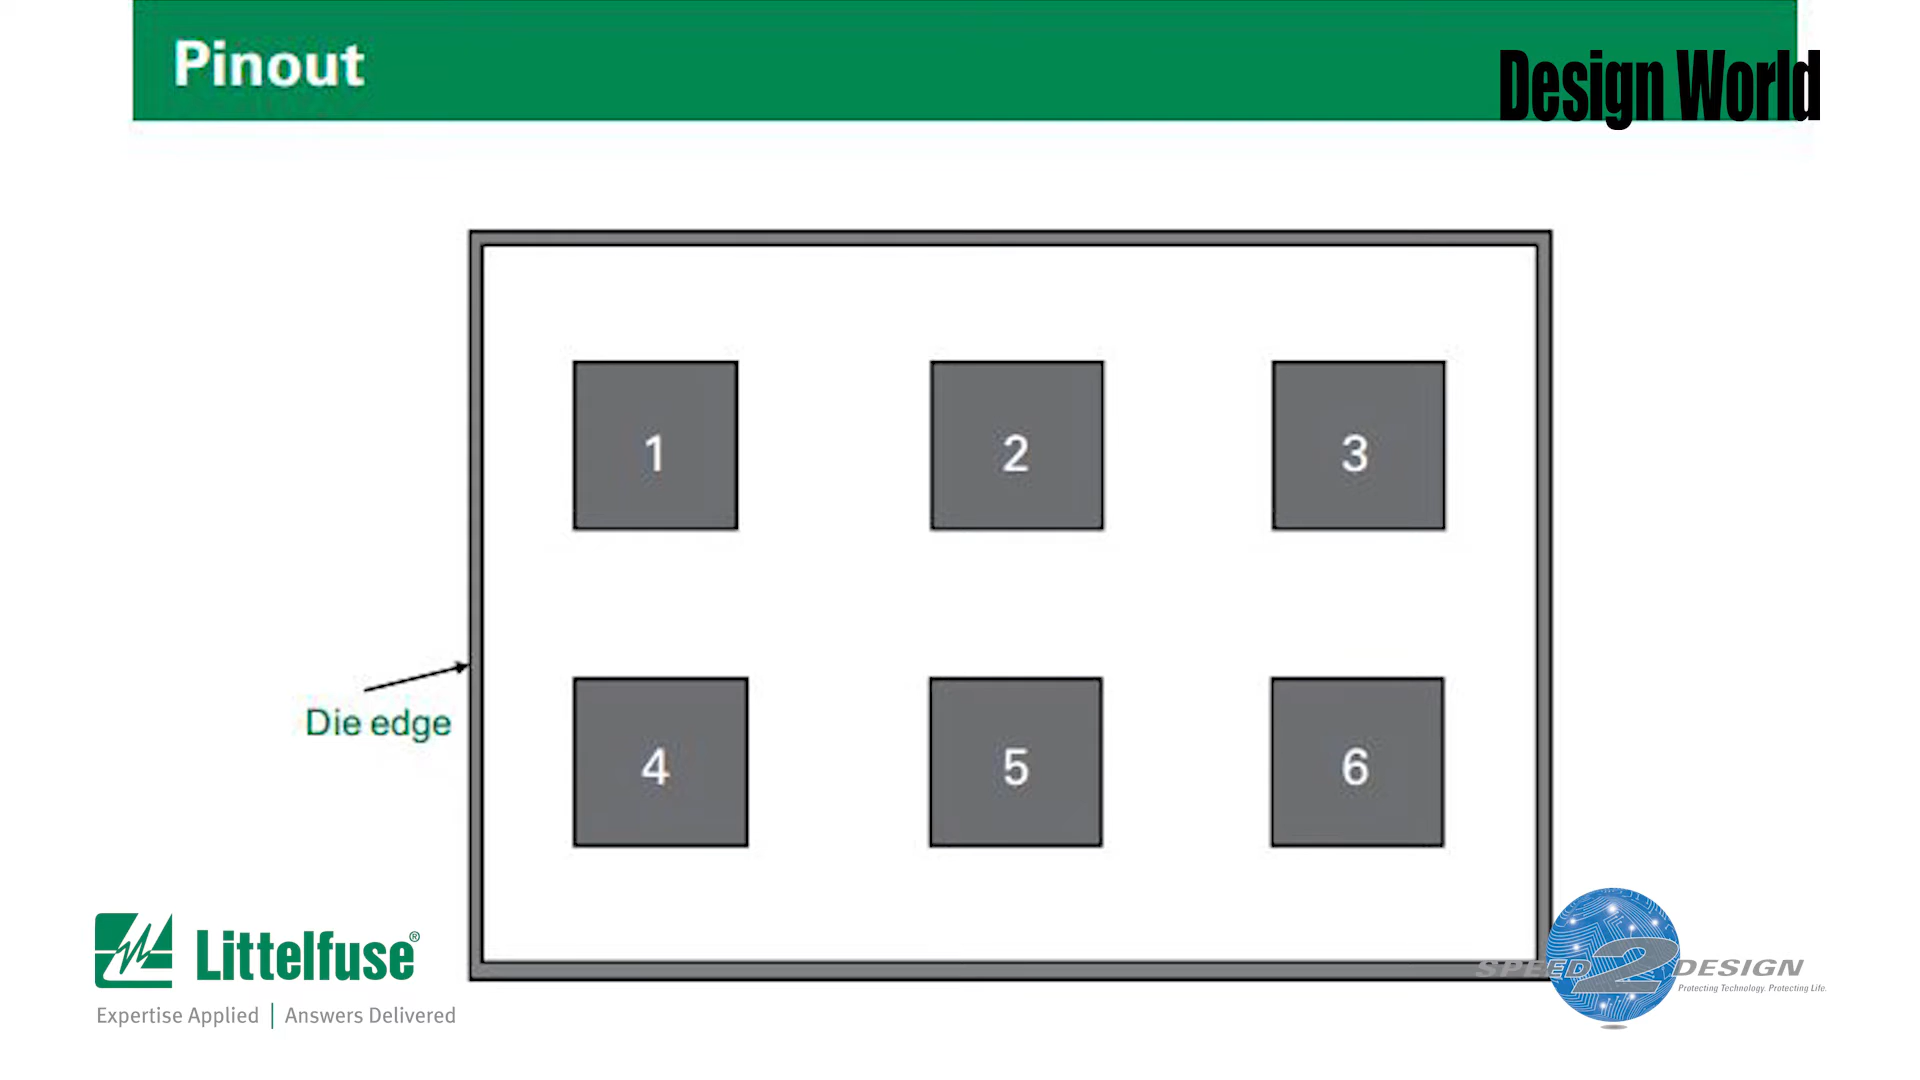 Pinout
Design World
1
2
3
Die edge
4
5
6
Littelfuse®
Expertise Applied | Answers Delivered
SPEED 2 DESIGN
Protecting Technology. Protecting Life.